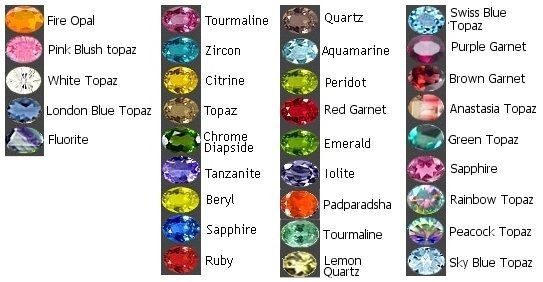 Fire Opal
Pink Blush topaz
White Topaz
London Blue Topaz
Fluorite
Tourmaline
Zircon
Citrine
Topaz
Chrome
Diapside
Tanzanite
Beryl
Sapphire
Ruby
Quartz
Aquamarine
Peridot
Red Garnet
Emerald
Iolite
Padparadsha
Tourmaline
Lemon
Quartz
Swiss Blue
Topaz
Purple Garnet
Brown Garnet
Anastasia Topaz
Green Topaz
Sapphire
Rainbow Topaz
Peacock Topaz
Sky Blue Topaz